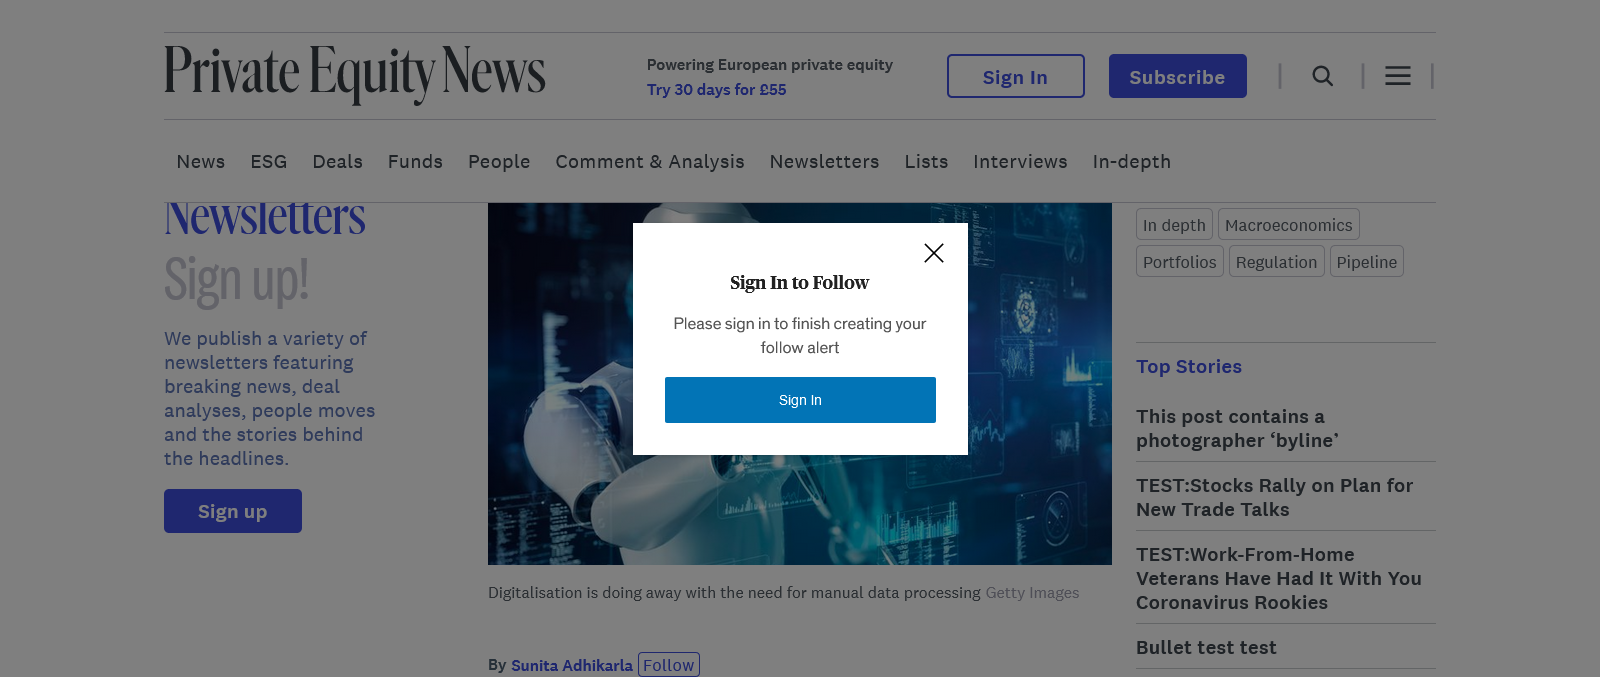 Private Equity News
Powering European private equity
Try 30 days for £55
Sign In
Subscribe
News
ESG
Deals
Funds
People
Comment & Analysis
Newsletters
Lists
Interviews
In-depth
Newsletters
Sign up!
We publish a variety of
newsletters featuring
breaking news, deal
analyses, people moves
and the stories behind
the headlines.
Sign up
Sign In to Follow
Please sign in to finish creating your
follow alert
Sign In
Digitalisation is doing away with the need for manual data processing Getty Images
By Sunita Adhikarla Follow
In depth
Macroeconomics
Portfolios
Regulation
Pipeline
Top Stories
This post contains a
photographer ‘byline’
TEST:Stocks Rally on Plan for
New Trade Talks
TEST:Work-From-Home
Veterans Have Had It With You
Coronavirus Rookies
Bullet test test